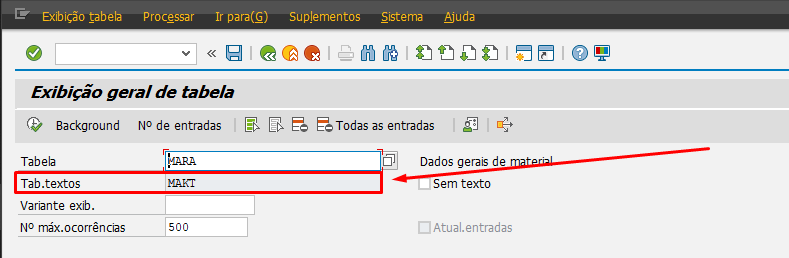 Exibição tabela Processar Ir para(G) Suplementos Sistema Ajuda
Exibição geral de tabela
Background Nº de entradas Todas as entradas
Tabela MARA Dados gerais de material
Tab.textos MAKT Sem texto
Variante exib.
Nº máx.ocorrências 500 Atual.entradas